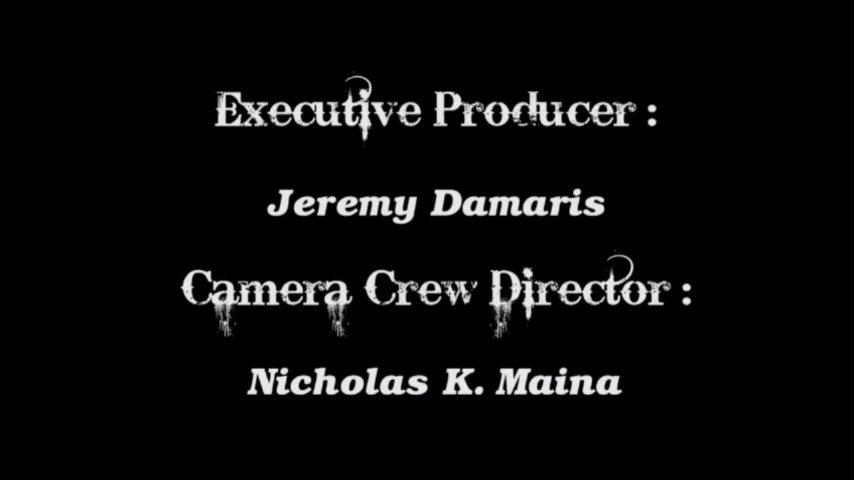 Executive Producer :
Jeremy Damaris
Camera Crew Director :
Nicholas K. Maina